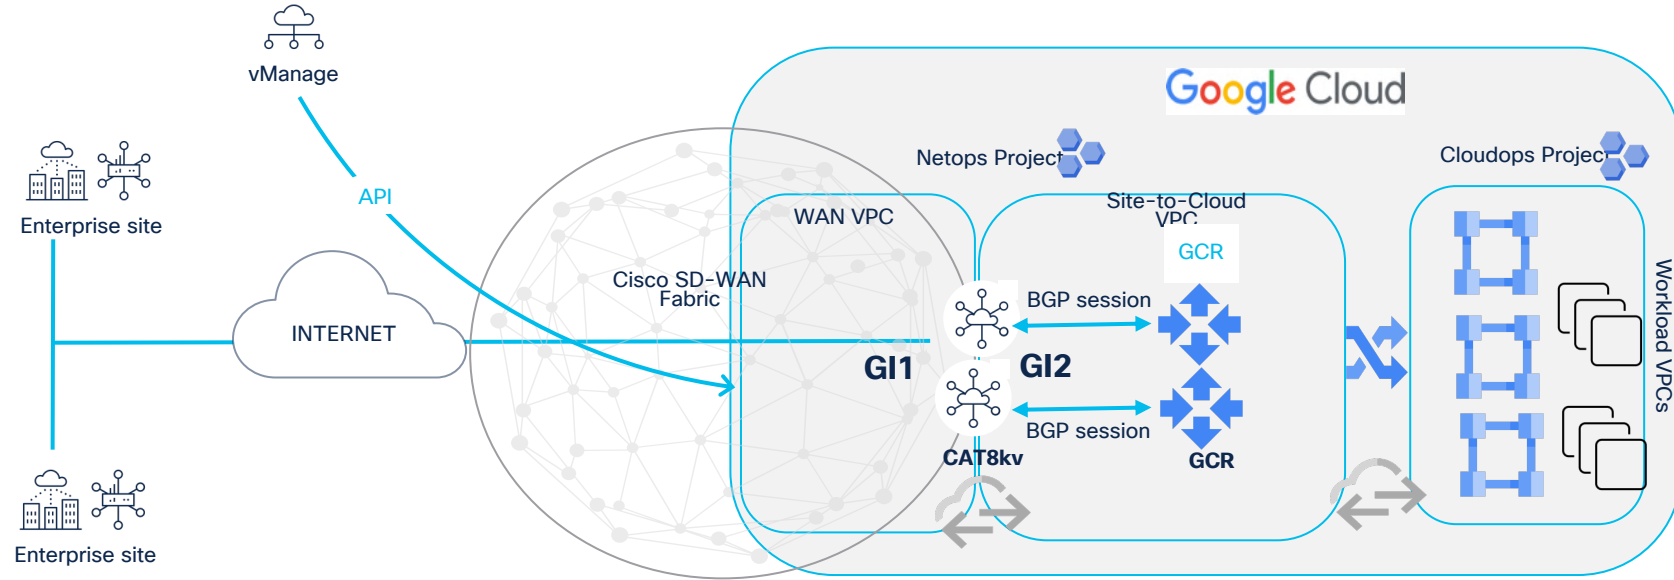 vManage
Google Cloud
Netops Project
Cloudops Project
Enterprise site
API
WAN VPC
Site-to-Cloud
VPC
GCR
Cisco SD-WAN
Fabric
INTERNET
BGP session
GI1
GI2
BGP session
CAT8kv
GCR
Workload VPCs
Enterprise site